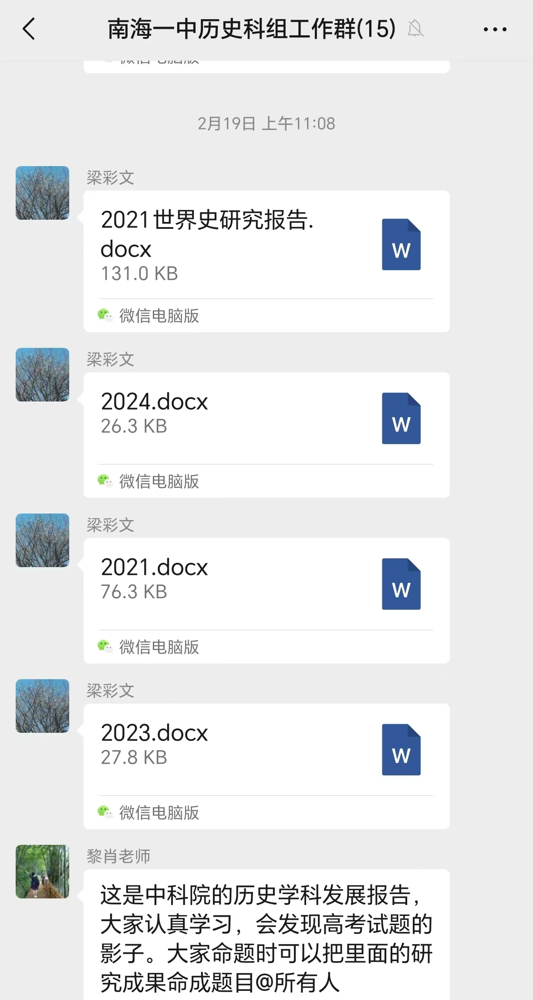 南海一中历史科组工作群(15)
微信电脑版
2月19日 上午11:08
梁彩文
2021世界史研究报告.
docx
131.0 KB
W
微信电脑版
梁彩文
2024.docx
26.3 KB
W
微信电脑版
梁彩文
2021.docx
76.3 KB
W
微信电脑版
梁彩文
2023.docx
27.8 KB
W
微信电脑版
黎肖老师
这是中科院的历史学科发展报告，
大家认真学习，会发现高考试题的
影子。大家命题时可以把里面的研
究成果命成题目@所有人